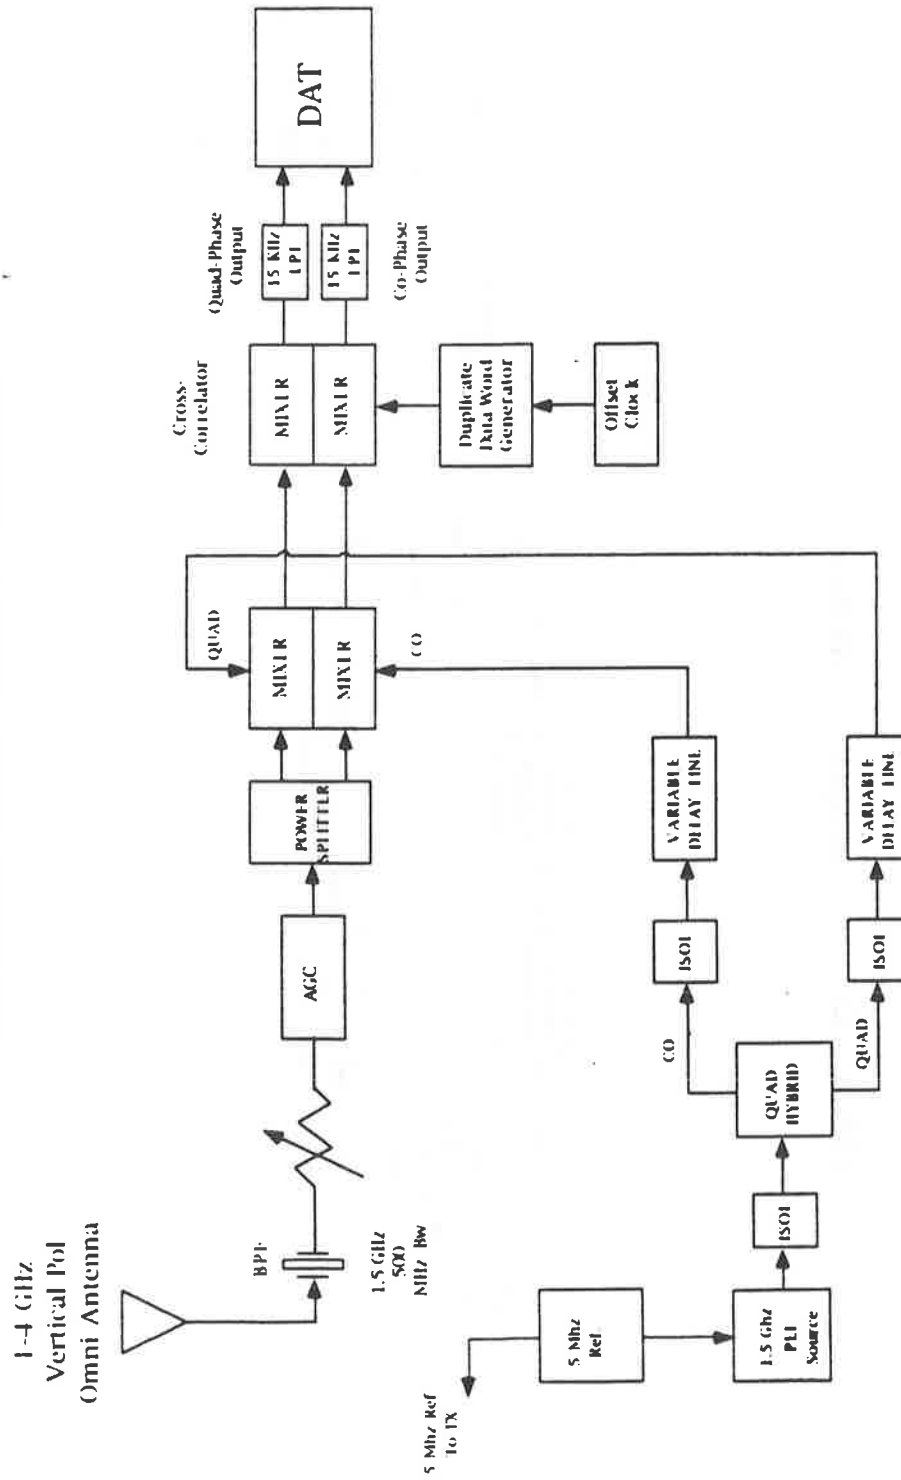 1-4 GHz
Vertical Pol
Omni Antenna
BPF
1.5 GHz
500
MHz Bw
AGC
POWER
SPLITTER
QUAD
MIXER
MIXER
CO
Cross-
Correlator
MIXER
MIXER
Quad-Phase
Output
15 KHz
LPF
15 KHz
LPF
Co-Phase
Output
DAT
Duplicate
Data Word
Generator
Offset
Clock
5 Mhz Ref
To TX
5 Mhz
Ref.
1.5 Ghz
PLL
Source
ISOL
QUAD
HYBRID
CO
QUAD
ISOL
ISOL
VARIABLE
DELAY LINE
VARIABLE
DELAY LINE